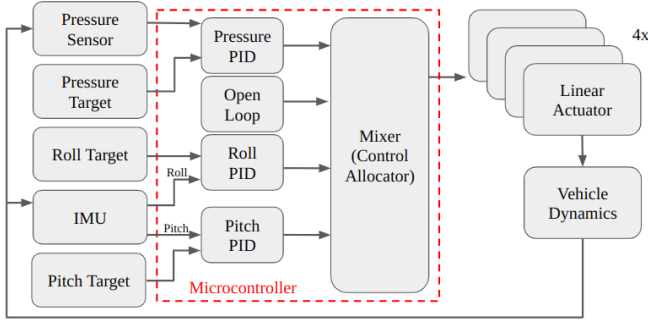 Pressure
Sensor
Pressure
Target
Roll Target
IMU
Pitch Target
Roll
Pitch
Pressure
PID
Open
Loop
Roll
PID
Pitch
PID
Microcontroller
Mixer
(Control
Allocator)
4x
Linear
Actuator
Vehicle
Dynamics